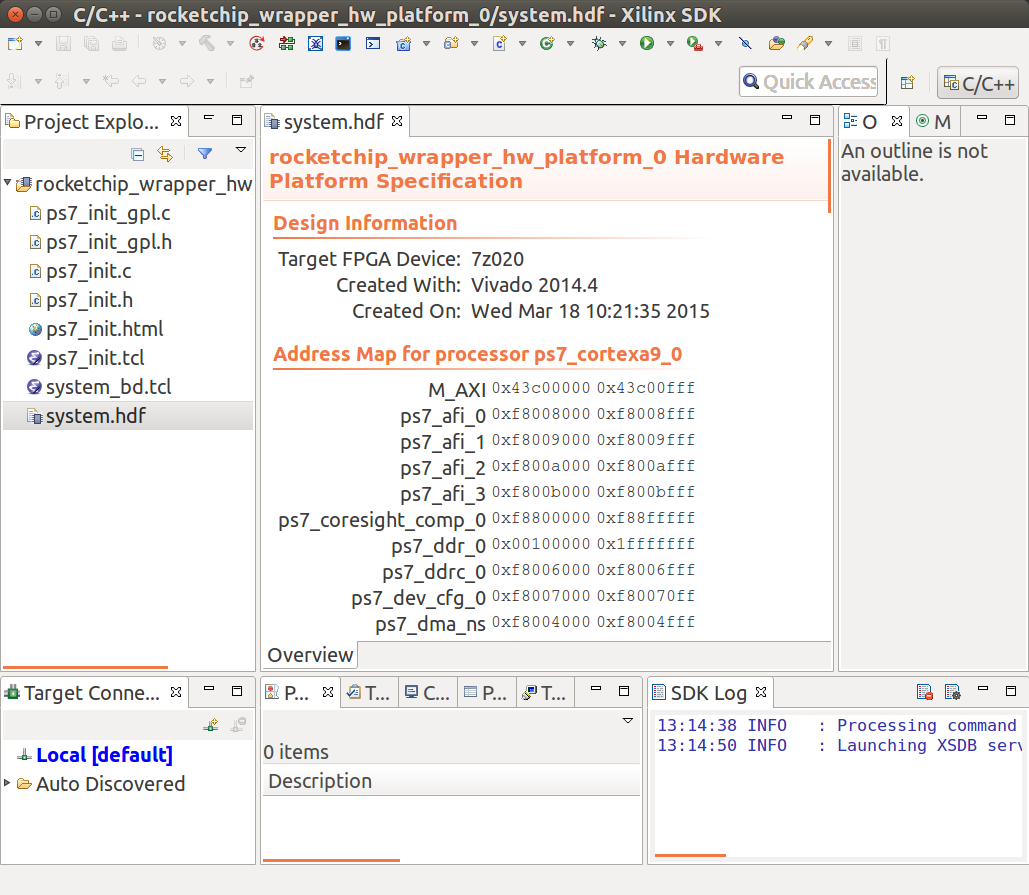 C/C++ - rocketchip_wrapper_hw_platform_0/system.hdf - Xilinx SDK
Quick Access
C/C++
Project Explo...
rocketchip_wrapper_hw
ps7_init_gpl.c
ps7_init_gpl.h
ps7_init.c
ps7_init.h
ps7_init.html
ps7_init.tcl
system_bd.tcl
system.hdf
system.hdf
rocketchip_wrapper_hw_platform_0 Hardware
Platform Specification
Design Information
Target FPGA Device: 7z020
Created With: Vivado 2014.4
Created On: Wed Mar 18 10:21:35 2015
Address Map for processor ps7_cortexa9_0
M_AXI 0x43c00000 0x43c00fff
ps7_afi_0 0xf8008000 0xf8008fff
ps7_afi_1 0xf8009000 0xf8009fff
ps7_afi_2 0xf800a000 0xf800afff
ps7_afi_3 0xf800b000 0xf800bfff
ps7_coresight_comp_0 0xf8800000 0xf88fffff
ps7_ddr_0 0x00100000 0x1fffffff
ps7_ddrc_0 0xf8006000 0xf8006fff
ps7_dev_cfg_0 0xf8007000 0xf80070ff
ps7_dma_ns 0xf8004000 0xf8004fff
Overview
O
M
An outline is not
available.
Target Conne...
Local [default]
Auto Discovered
P...
T...
C...
P...
T...
0 items
Description
SDK Log
13:14:38 INFO : Processing command
13:14:50 INFO : Launching XSDB serv